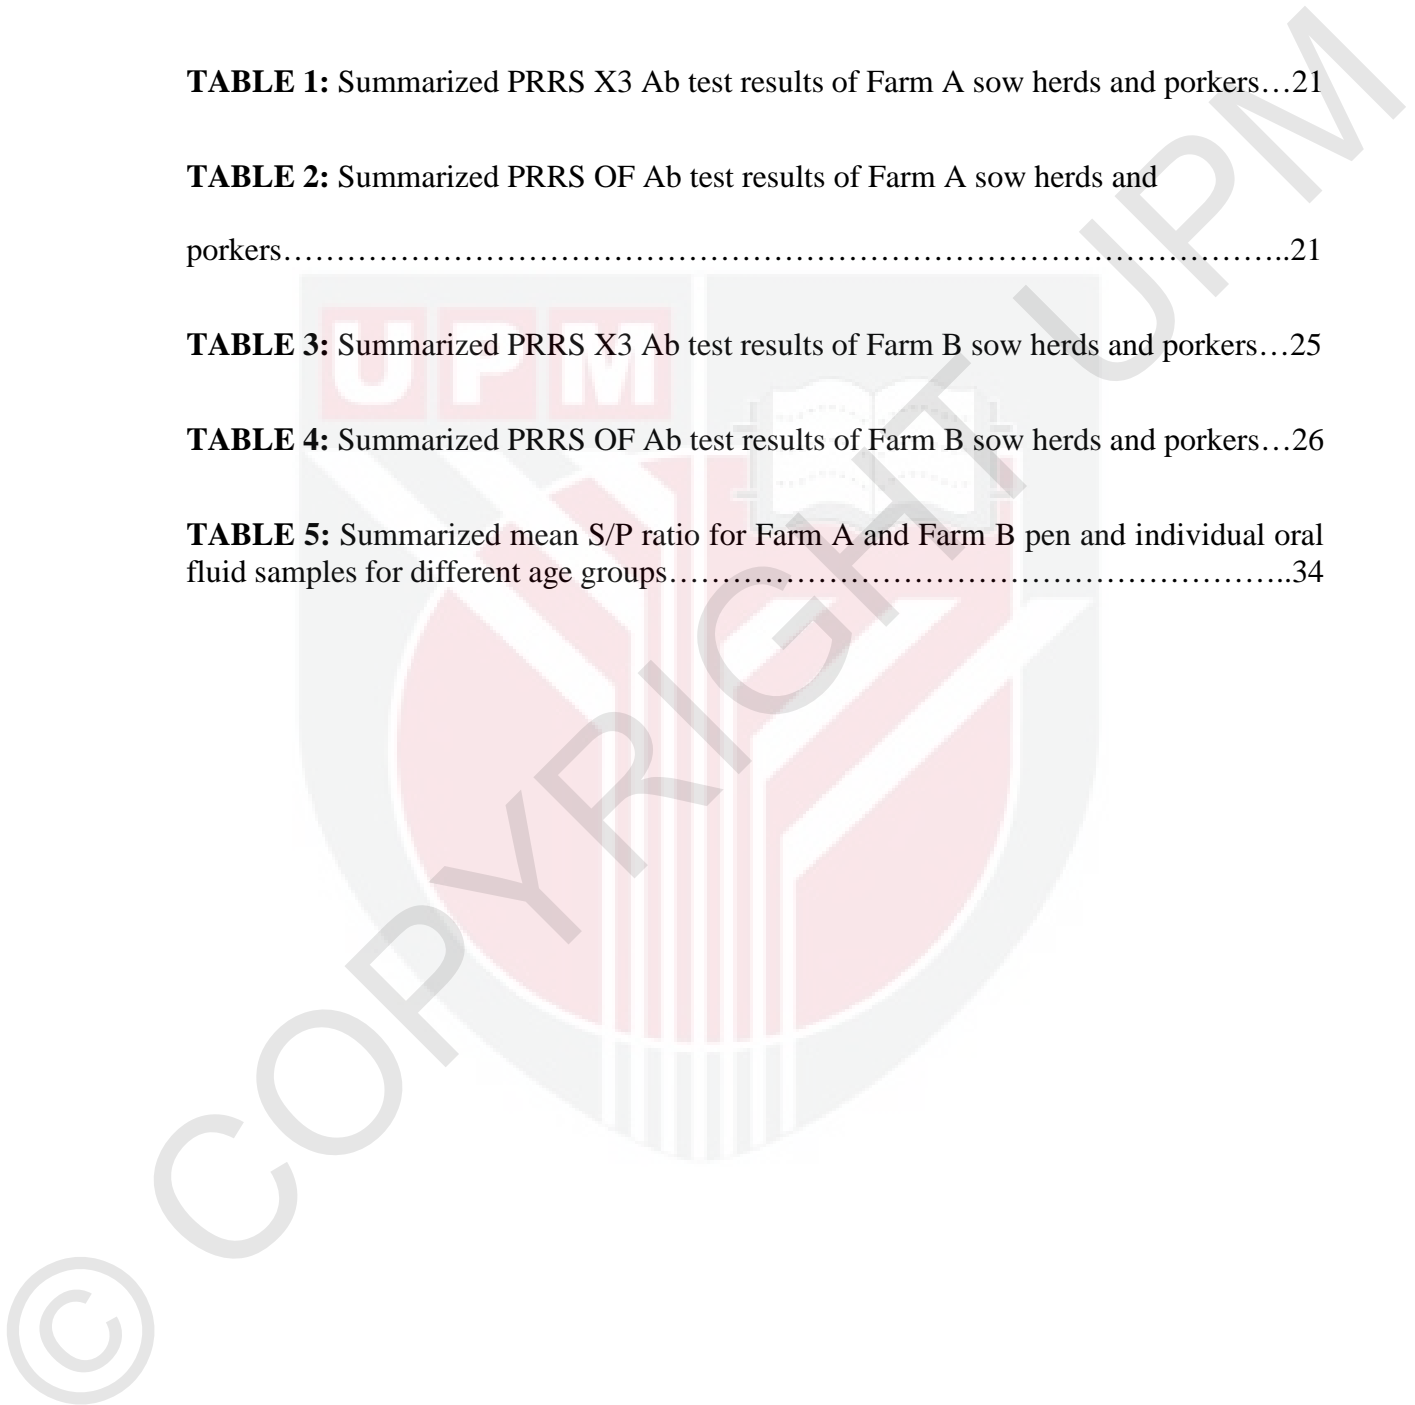 TABLE 1: Summarized PRRS X3 Ab test results of Farm A sow herds and porkers…21
TABLE 2: Summarized PRRS OF Ab test results of Farm A sow herds and
porkers…………………………………………………………………………………..21
TABLE 3: Summarized PRRS X3 Ab test results of Farm B sow herds and porkers…25
TABLE 4: Summarized PRRS OF Ab test results of Farm B sow herds and porkers…26
TABLE 5: Summarized mean S/P ratio for Farm A and Farm B pen and individual oral
fluid samples for different age groups…………………………………………………..34
UPM
© COPYRIGHT UPM